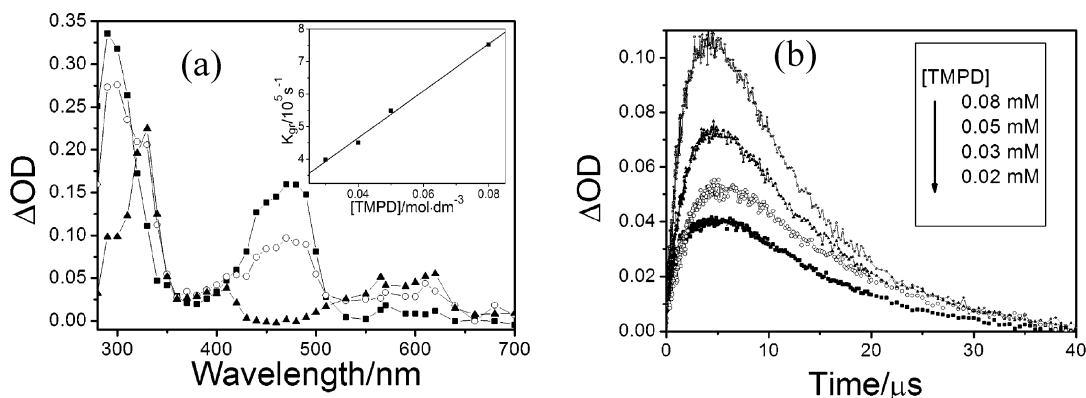 (a)
ΔOD
0.35
0.30
0.25
0.20
0.15
0.10
0.05
0.00
300
400
500
600
700
Wavelength/nm
Kgr/10⁵s⁻¹
8
7
6
5
4
0.04
0.06
0.08
[TMPD]/mol·dm⁻³
(b)
ΔOD
0.10
0.08
0.06
0.04
0.02
0.00
0
10
20
30
40
Time/μs
[TMPD]
0.08 mM
0.05 mM
0.03 mM
0.02 mM